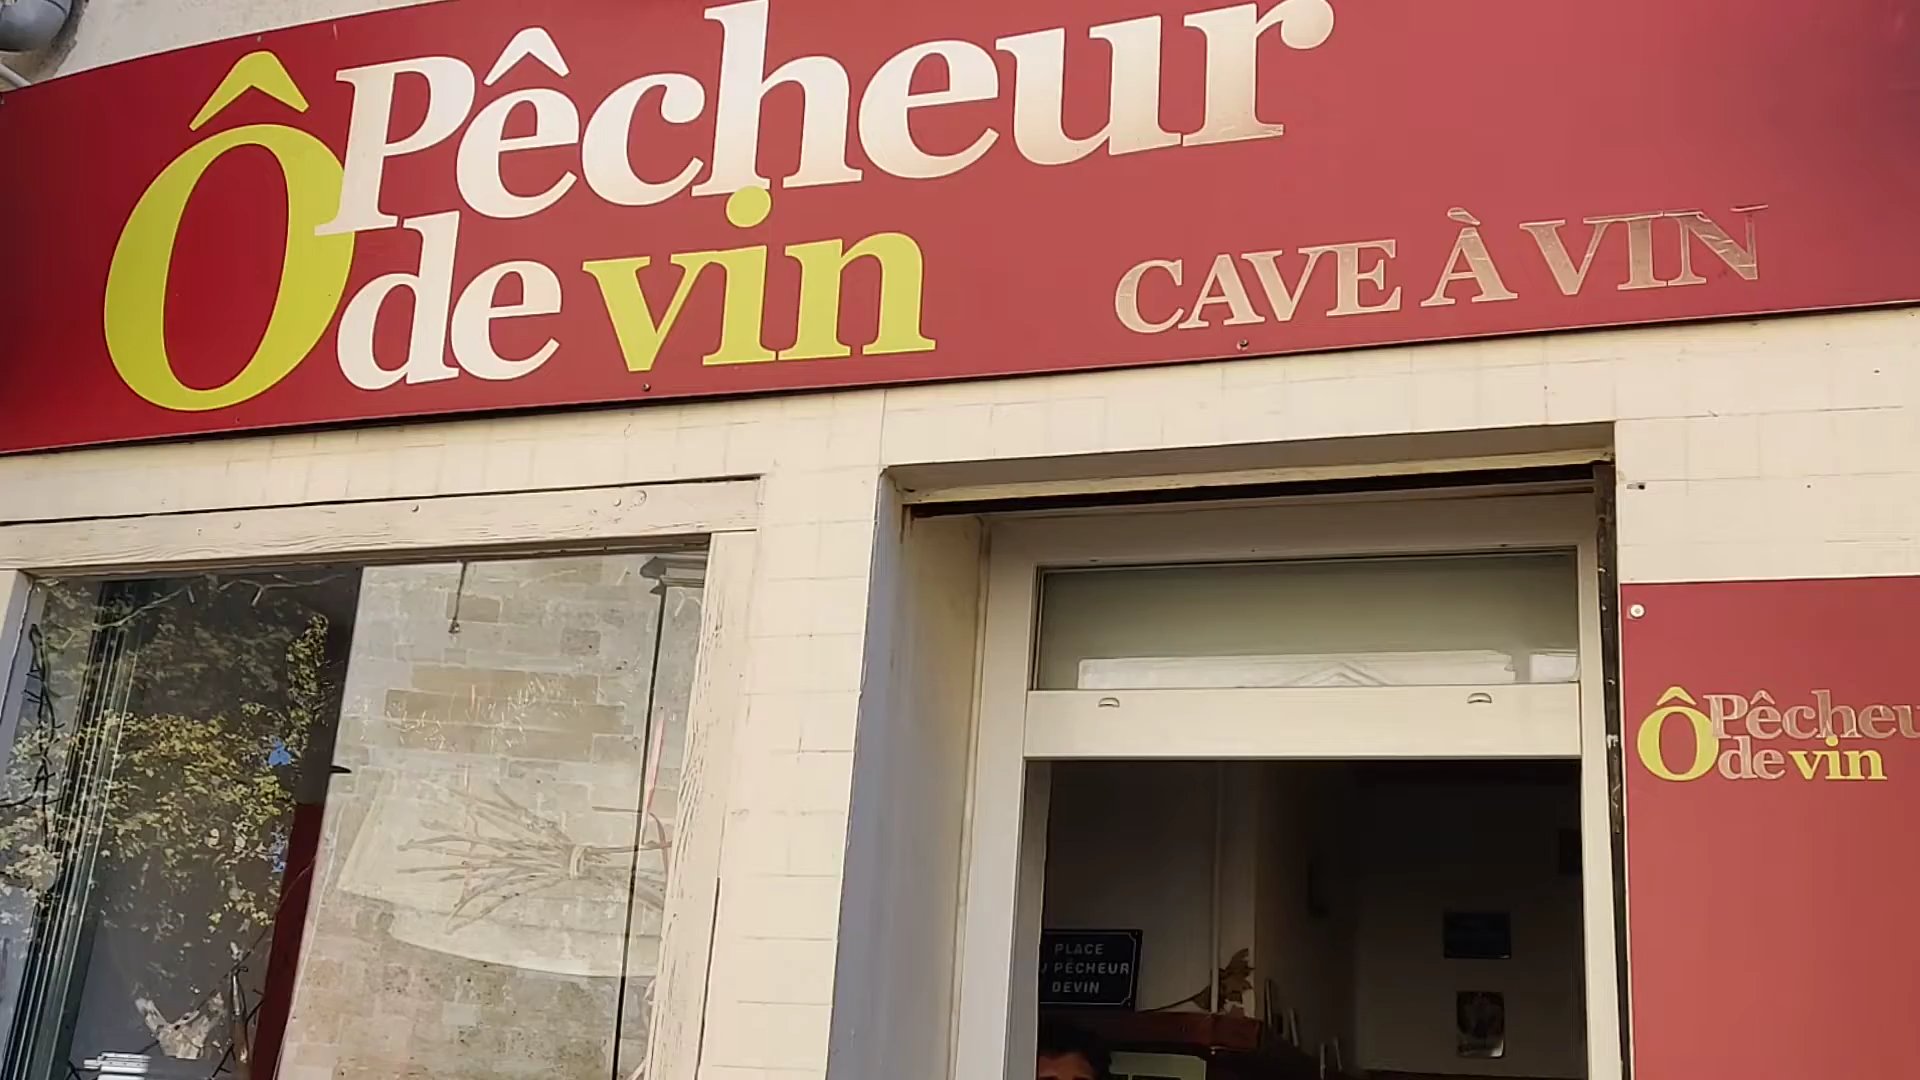 Ô Pêcheur
de vin
CAVE À VIN
Ô Pêcheu
de vin
PLACE
PÊCHEUR
DEVIN